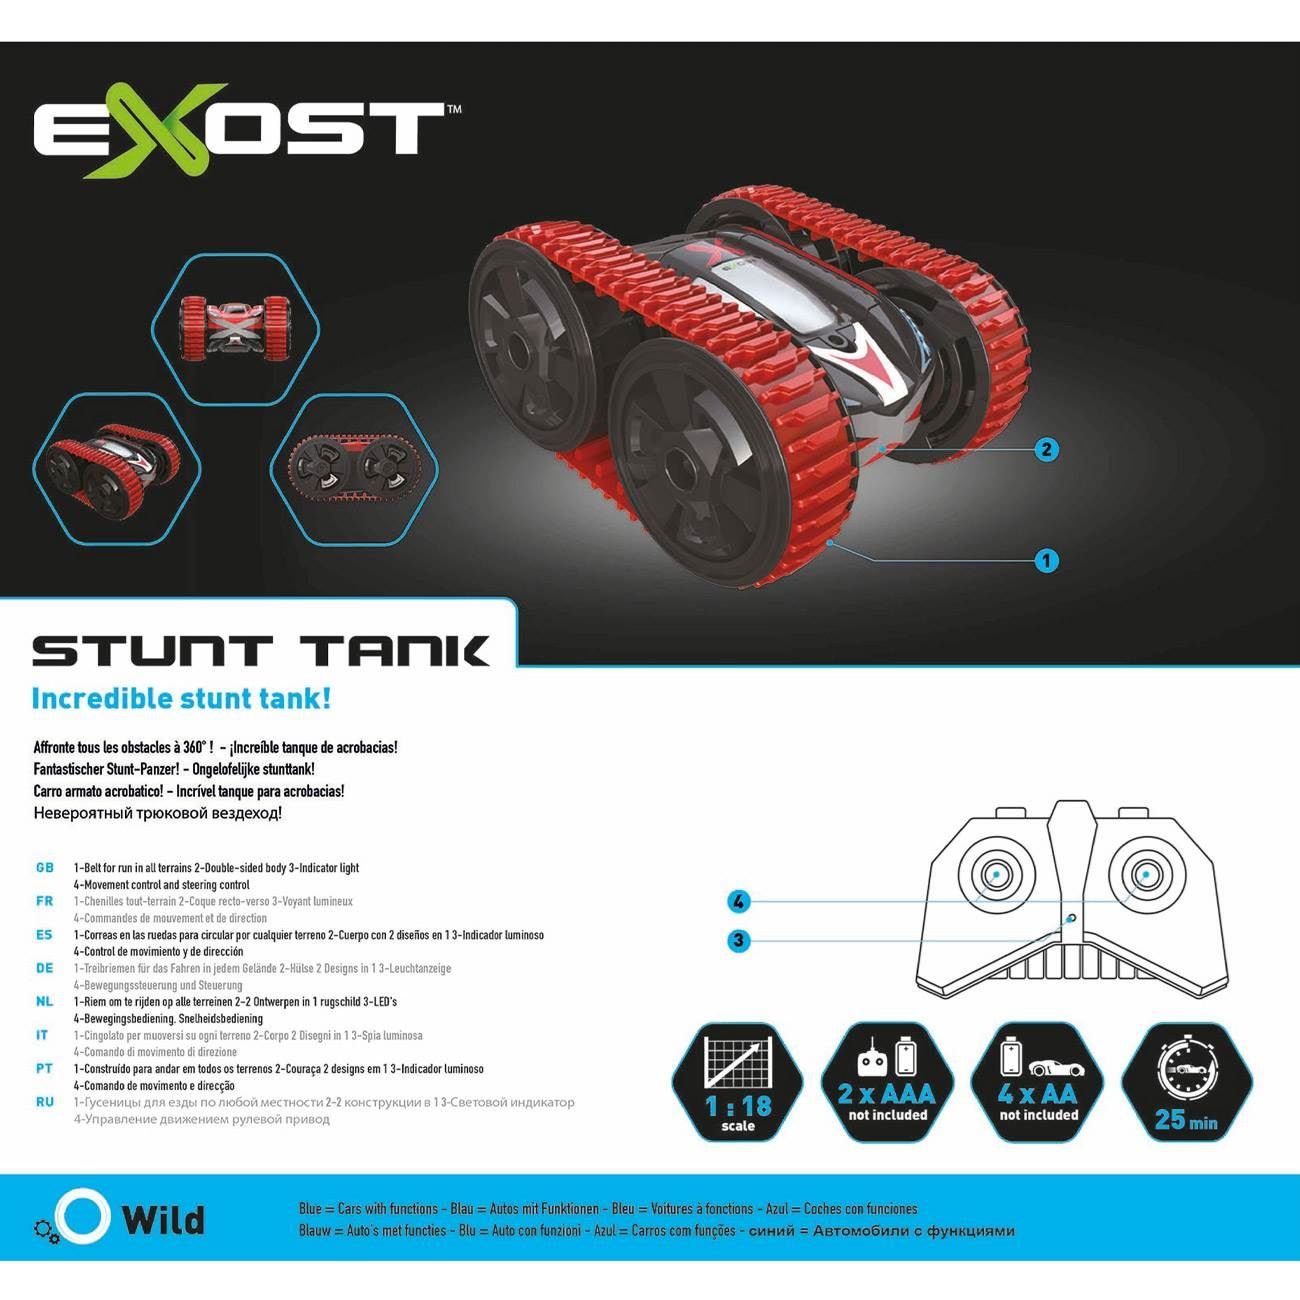 eXOST™
eXOST
2
1
STUNT TANK
Incredible stunt tank!
Affronte tous les obstacles à 360° ! - ¡Increíble tanque de acrobacias!
Fantastischer Stunt-Panzer! - Ongelofelijke stunttank!
Carro armato acrobatico! - Incrível tanque para acrobacias!
Невероятный трюковой вездеход!
GB 1-Belt for run in all terrains 2-Double-sided body 3-Indicator light
4-Movement control and steering control
FR 1-Chenilles tout-terrain 2-Coque recto-verso 3-Voyant lumineux
4-Commandes de mouvement et de direction
ES 1-Correas en las ruedas para circular por cualquier terreno 2-Cuerpo con 2 diseños en 1 3-Indicador luminoso
4-Control de movimiento y de dirección
DE 1-Treibriemen für das Fahren in jedem Gelände 2-Hülse 2 Designs in 1 3-Leuchtanzeige
4-Bewegungssteuerung und Steuerung
NL 1-Riem om te rijden op alle terreinen 2-2 Ontwerpen in 1 rugschild 3-LED's
4-Bewegingsbediening. Snelheidsbediening
IT 1-Cingolato per muoversi su ogni terreno 2-Corpo 2 Disegni in 1 3-Spia luminosa
4-Comando di movimento di direzione
PT 1-Construído para andar em todos os terrenos 2-Couraça 2 designs em 1 3-Indicador luminoso
4-Comando de movimento e direcção
RU 1-Гусеницы для езды по любой местности 2-2 конструкции в 1 3-Световой индикатор
4-Управление движением рулевой привод
4
3
1 : 18
scale
2 x AAA
not included
4 x AA
not included
25 min
Wild
Blue = Cars with functions - Blau = Autos mit Funktionen - Bleu = Voitures à fonctions - Azul = Coches con funciones
Blauw = Auto's met functies - Blu = Auto con funzioni - Azul = Carros com funções - синий = Автомобили с функциями